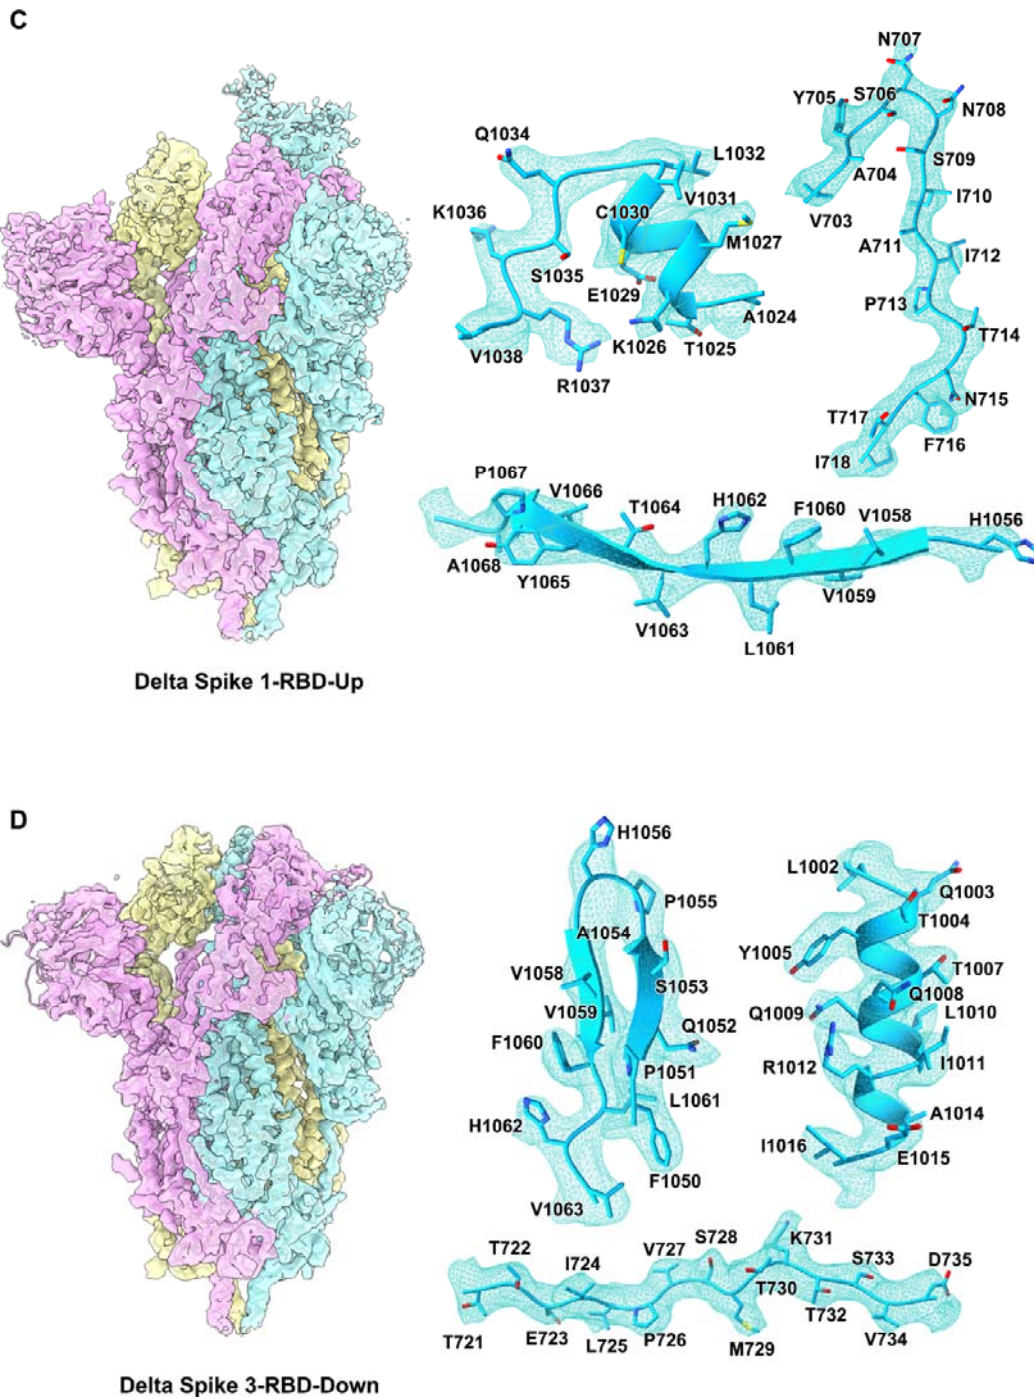 C
N707
Y705
S706
N708
Q1034
L1032
S709
A704
V1031
I710
K1036
C1030
V703
M1027
A711
I712
S1035
E1029
P713
A1024
T714
V1038
K1026
T1025
R1037
N715
T717
F716
I718
P1067
V1066
T1064
H1062
F1060
V1058
H1056
A1068
Y1065
V1059
V1063
L1061
Delta Spike 1-RBD-Up
D
H1056
L1002
Q1003
P1055
T1004
A1054
Y1005
V1058
T1007
S1053
Q1008
V1059
Q1009
L1010
Q1052
F1060
R1012
I1011
P1051
L1061
A1014
H1062
I1016
E1015
F1050
V1063
S728
K731
T722
V727
S733
D735
I724
T730
T732
T721
E723
L725
P726
M729
V734
Delta Spike 3-RBD-Down